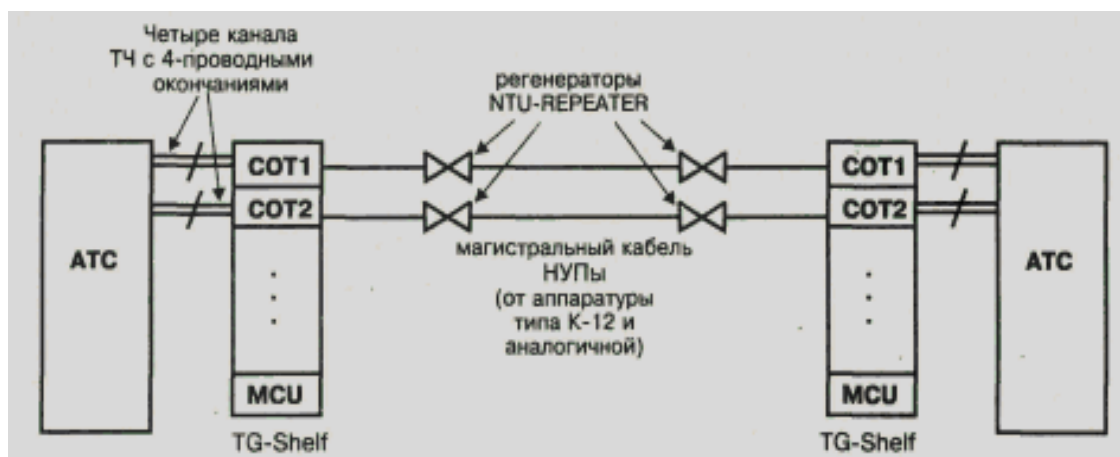 Четыре канала
ТЧ с 4-проводными
окончаниями
регенераторы
NTU-REPEATER
COT1
COT2
АТС
MCU
TG-Shelf
магистральный кабель
НУПы
(от аппаратуры
типа К-12 и
аналогичной)
COT1
COT2
АТС
MCU
TG-Shelf